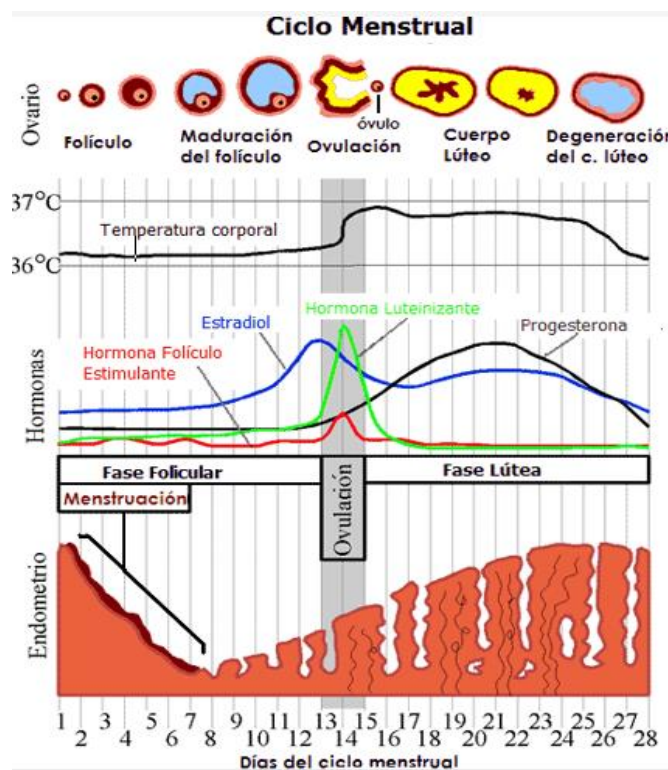 Ciclo Menstrual
Ovario
Folículo
Maduración
del folículo
Ovulación
óvulo
Cuerpo
Lúteo
Degeneración
del c. lúteo
37°C
Temperatura corporal
36°C
Hormonas
Estradiol
Hormona Luteinizante
Progesterona
Hormona Folículo
Estimulante
Fase Folicular
Menstruación
Ovulación
Fase Lútea
Endometrio
1 3 5 7 9 11 13 15 17 19 21 23 25 27
2 4 6 8 10 12 14 16 18 20 22 24 26 28
Días del ciclo menstrual